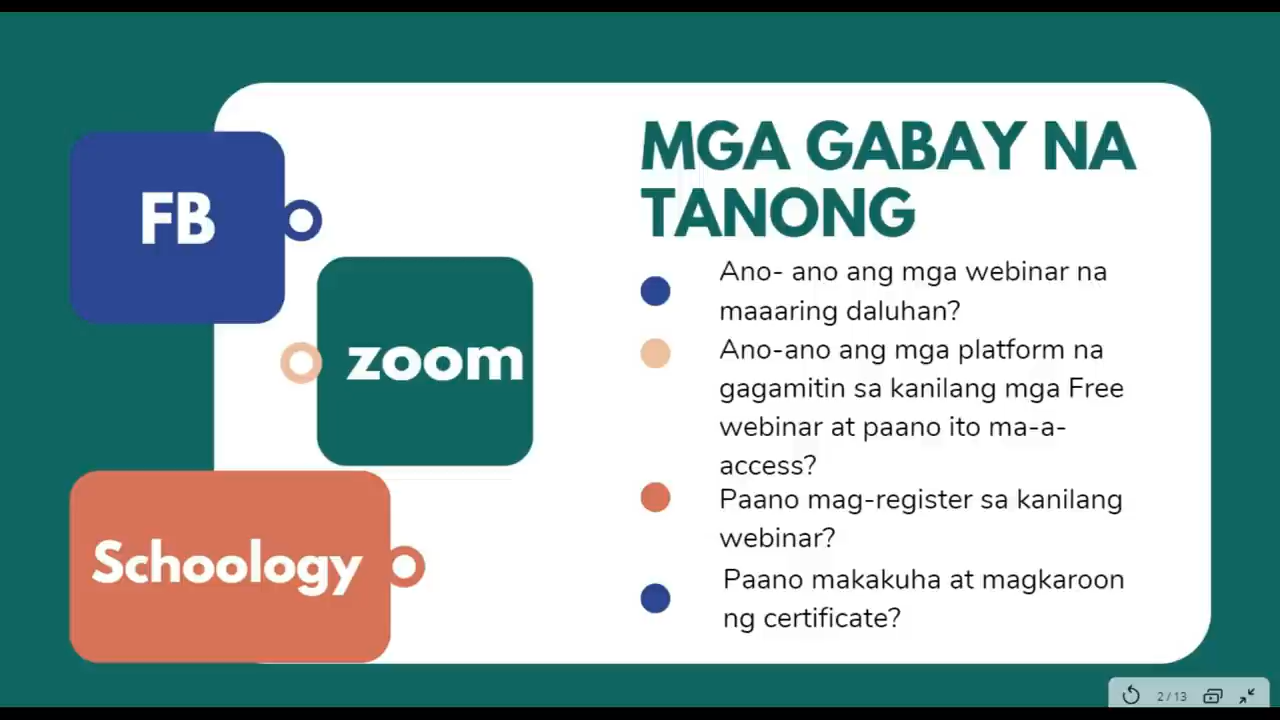 FB
zoom
Schoology
MGA GABAY NA
TANONG
Ano- ano ang mga webinar na
maaaring daluhan?
Ano-ano ang mga platform na
gagamitin sa kanilang mga Free
webinar at paano ito ma-a-
access?
Paano mag-register sa kanilang
webinar?
Paano makakuha at magkaroon
ng certificate?
2 / 13